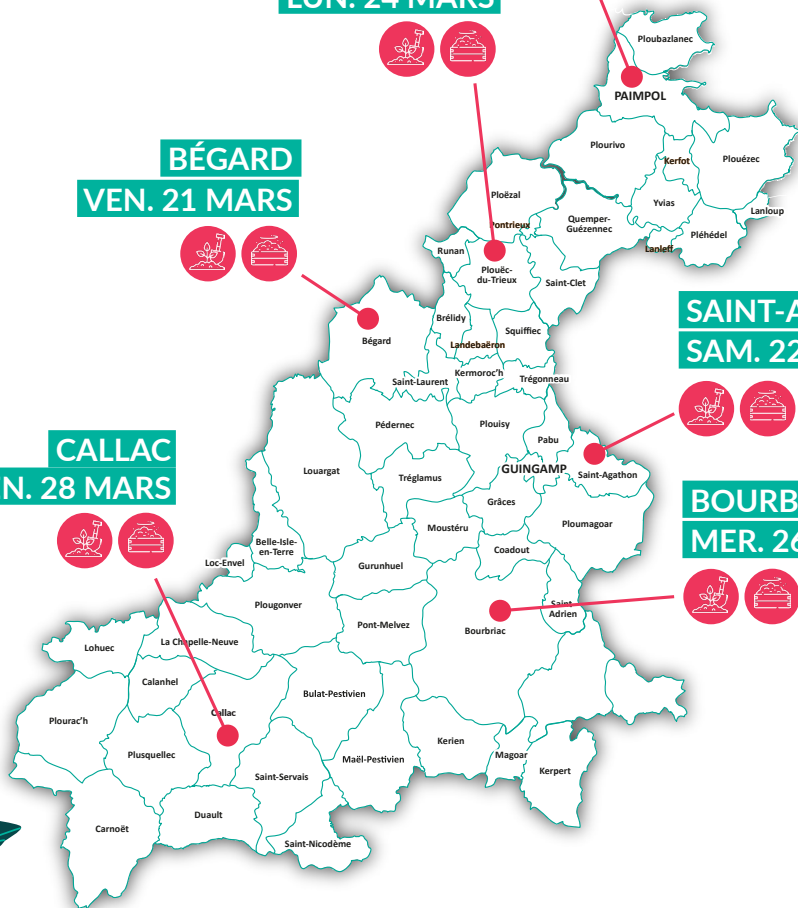 LUN. 24 MARS
Ploubazlanec
PAIMPOL
Plourivo
Kerfot
Plouézec
BÉGARD
VEN. 21 MARS
Ploëzal
Yvias
Lanloup
Pontrieux
Quemper-
Guézennec
Pléhédel
Lanleff
Runan
Plouëc-
du-Trieux
Saint-Clet
SAINT-A
SAM. 22
Brélidy
Squiffiec
Bégard
Landebaëron
Kermoroc'h
Trégonneau
Saint-Laurent
Pédernec
Plouisy
Pabu
CALLAC
N. 28 MARS
Louargat
Tréglamus
GUINGAMP
Saint-Agathon
Grâces
BOURB
MER. 26
Moustéru
Ploumagoar
Belle-Isle-
en-Terre
Coadout
Loc-Envel
Gurunhuel
Plougonver
Saint-
Adrien
Pont-Melvez
Bourbriac
Lohuec
La Chapelle-Neuve
Calanhel
Bulat-Pestivien
Callac
Plourac'h
Plusquellec
Kerien
Magoar
Maël-Pestivien
Kerpert
Saint-Servais
Duault
Carnoët
Saint-Nicodème